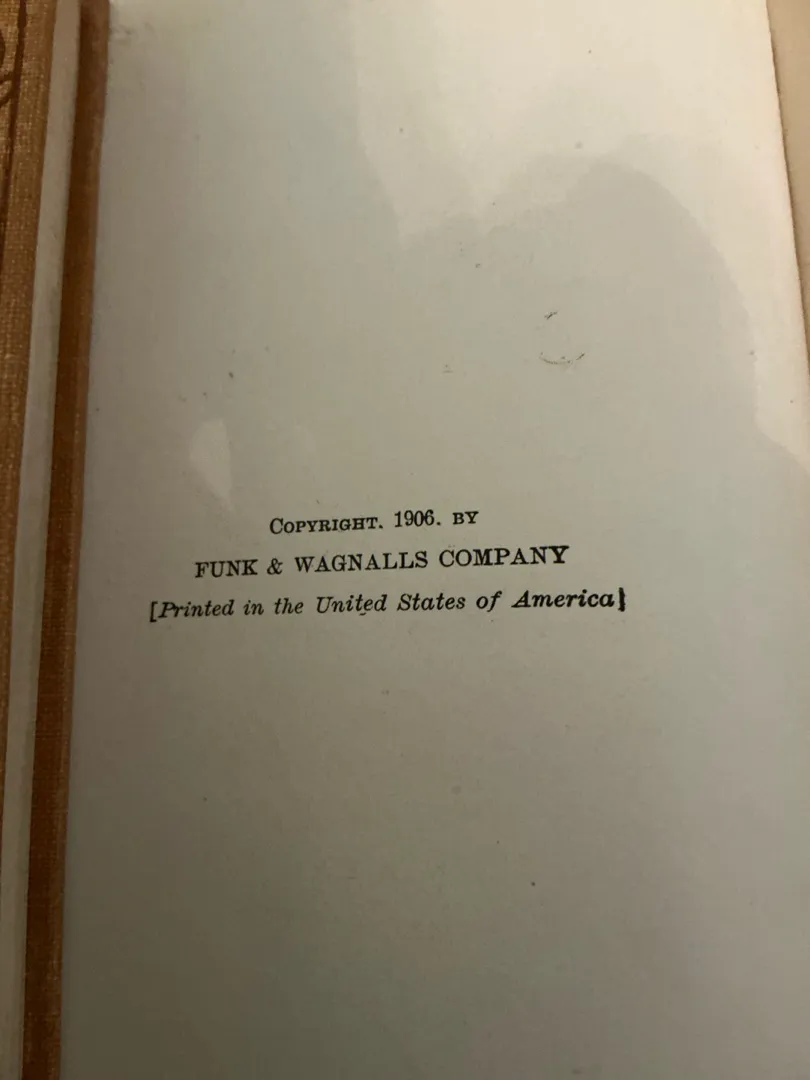 COPYRIGHT. 1906. BY
FUNK & WAGNALLS COMPANY
[Printed in the United States of America]